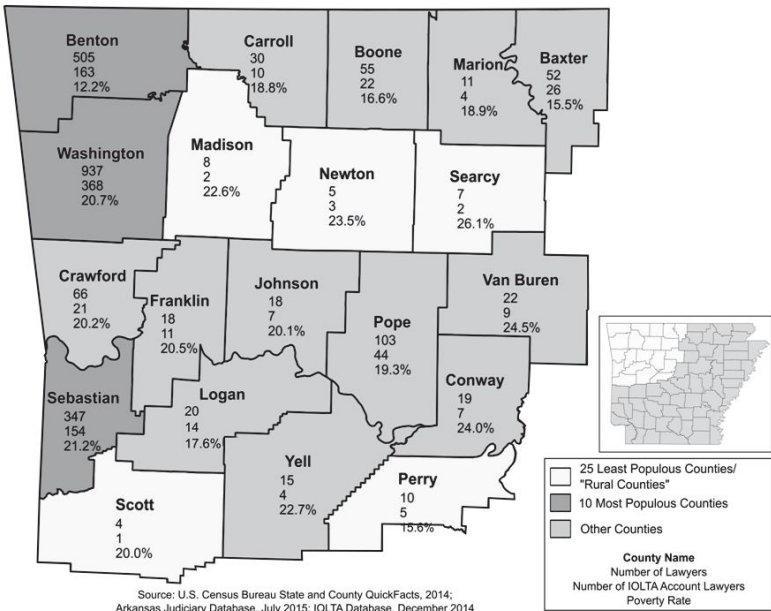 Benton
505
163
12.2%
Carroll
30
10
18.8%
Boone
55
22
16.6%
Marion
11
4
18.9%
Baxter
52
26
15.5%
Washington
937
368
20.7%
Madison
8
2
22.6%
Newton
5
3
23.5%
Searcy
7
2
26.1%
Crawford
66
21
20.2%
Franklin
18
11
20.5%
Johnson
18
7
20.1%
Pope
103
44
19.3%
Van Buren
22
9
24.5%
Sebastian
347
154
21.2%
Logan
20
14
17.6%
Conway
19
7
24.0%
Yell
15
4
22.7%
Perry
10
5
15.6%
Scott
4
1
20.0%
25 Least Populous Counties/
"Rural Counties"
10 Most Populous Counties
Other Counties
County Name
Number of Lawyers
Number of IOLTA Account Lawyers
Poverty Rate
Source: U.S. Census Bureau State and County QuickFacts, 2014;
Arkansas Judiciary Database, July 2015; IOLTA Database, December 2014